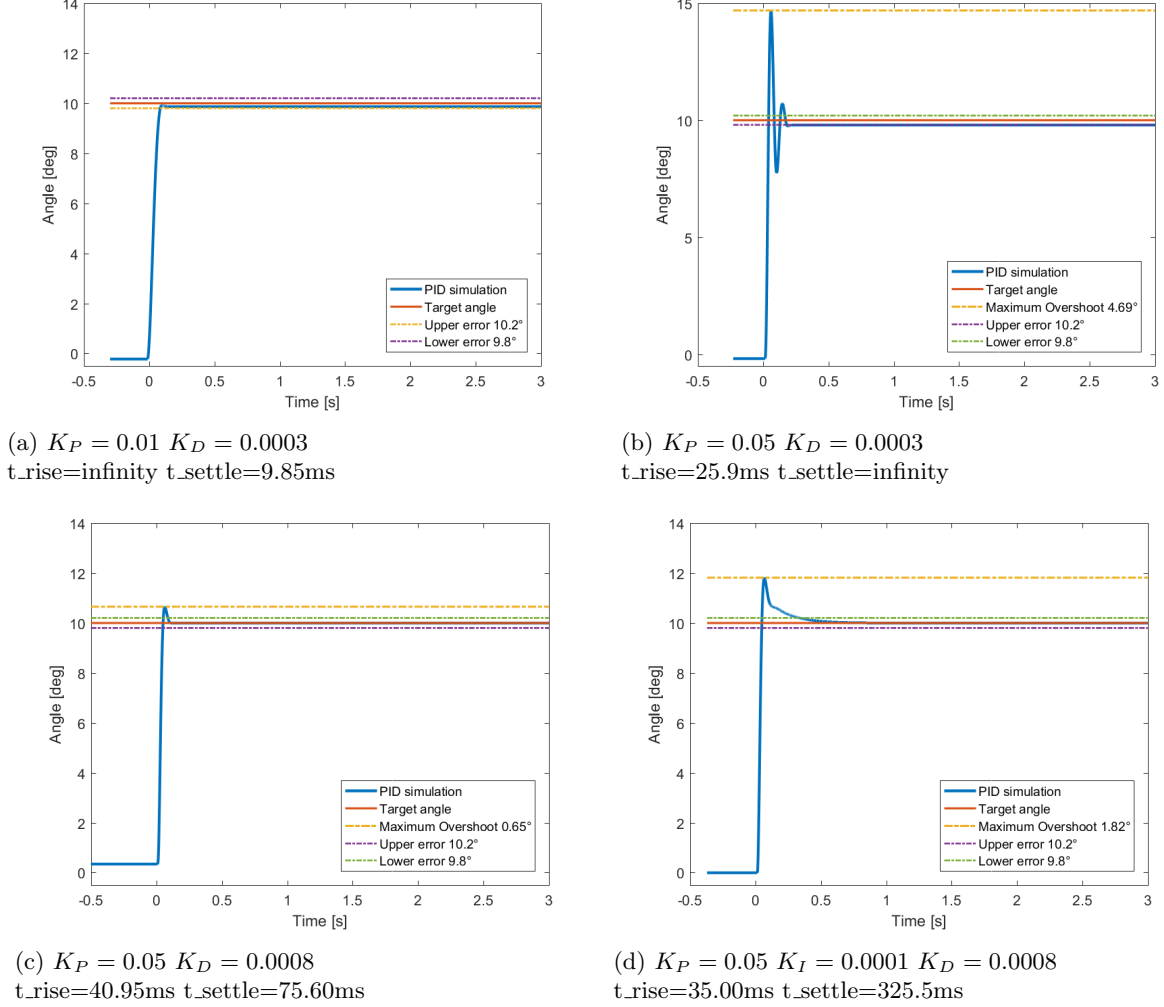 14
12
10
8
6
4
2
0
Angle [deg]
-0.5 0 0.5 1 1.5 2 2.5 3
Time [s]
PID simulation
Target angle
Upper error 10.2°
Lower error 9.8°
(a) K_P = 0.01 K_D = 0.0003
t_rise=infinity t_settle=9.85ms
15
10
5
0
Angle [deg]
-0.5 0 0.5 1 1.5 2 2.5 3
Time [s]
PID simulation
Target angle
Maximum Overshoot 4.69°
Upper error 10.2°
Lower error 9.8°
(b) K_P = 0.05 K_D = 0.0003
t_rise=25.9ms t_settle=infinity
14
12
10
8
6
4
2
0
Angle [deg]
-0.5 0 0.5 1 1.5 2 2.5 3
Time [s]
PID simulation
Target angle
Maximum Overshoot 0.65°
Upper error 10.2°
Lower error 9.8°
(c) K_P = 0.05 K_D = 0.0008
t_rise=40.95ms t_settle=75.60ms
14
12
10
8
6
4
2
0
Angle [deg]
-0.5 0 0.5 1 1.5 2 2.5 3
Time [s]
PID simulation
Target angle
Maximum Overshoot 1.82°
Upper error 10.2°
Lower error 9.8°
(d) K_P = 0.05 K_I = 0.0001 K_D = 0.0008
t_rise=35.00ms t_settle=325.5ms